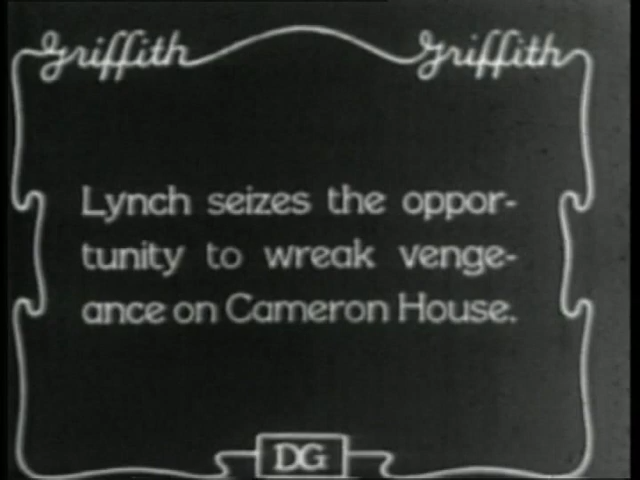 Griffith Griffith
Lynch seizes the oppor-
tunity to wreak venge-
ance on Cameron House.
DG